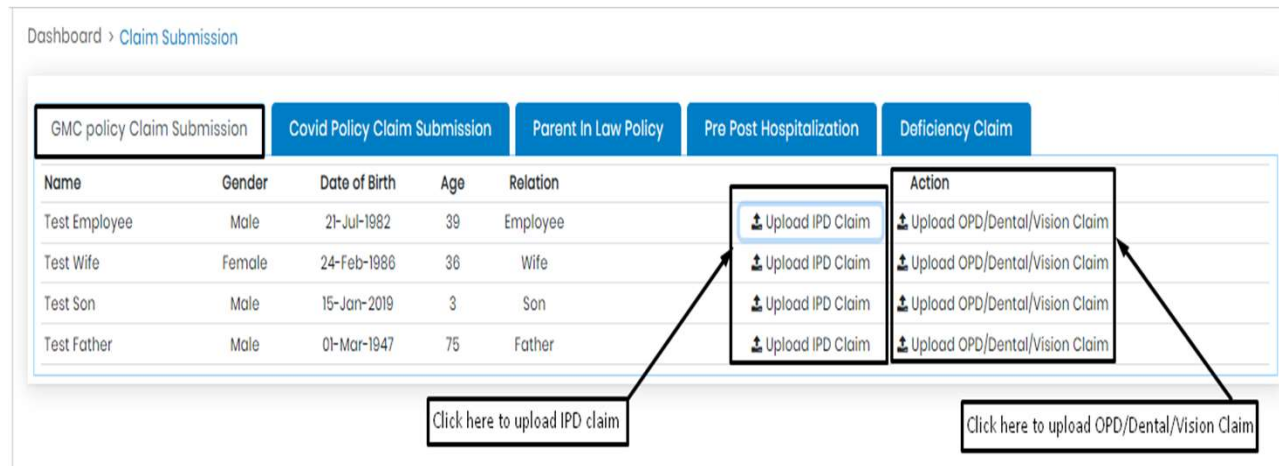 Dashboard > Claim Submission
GMC policy Claim Submission Covid Policy Claim Submission Parent In Law Policy Pre Post Hospitalization Deficiency Claim
Name Gender Date of Birth Age Relation Action
Test Employee Male 21-Jul-1982 39 Employee Upload IPD Claim Upload OPD/Dental/Vision Claim
Test Wife Female 24-Feb-1986 36 Wife Upload IPD Claim Upload OPD/Dental/Vision Claim
Test Son Male 15-Jan-2019 3 Son Upload IPD Claim Upload OPD/Dental/Vision Claim
Test Father Male 01-Mar-1947 75 Father Upload IPD Claim Upload OPD/Dental/Vision Claim
Click here to upload IPD claim
Click here to upload OPD/Dental/Vision Claim